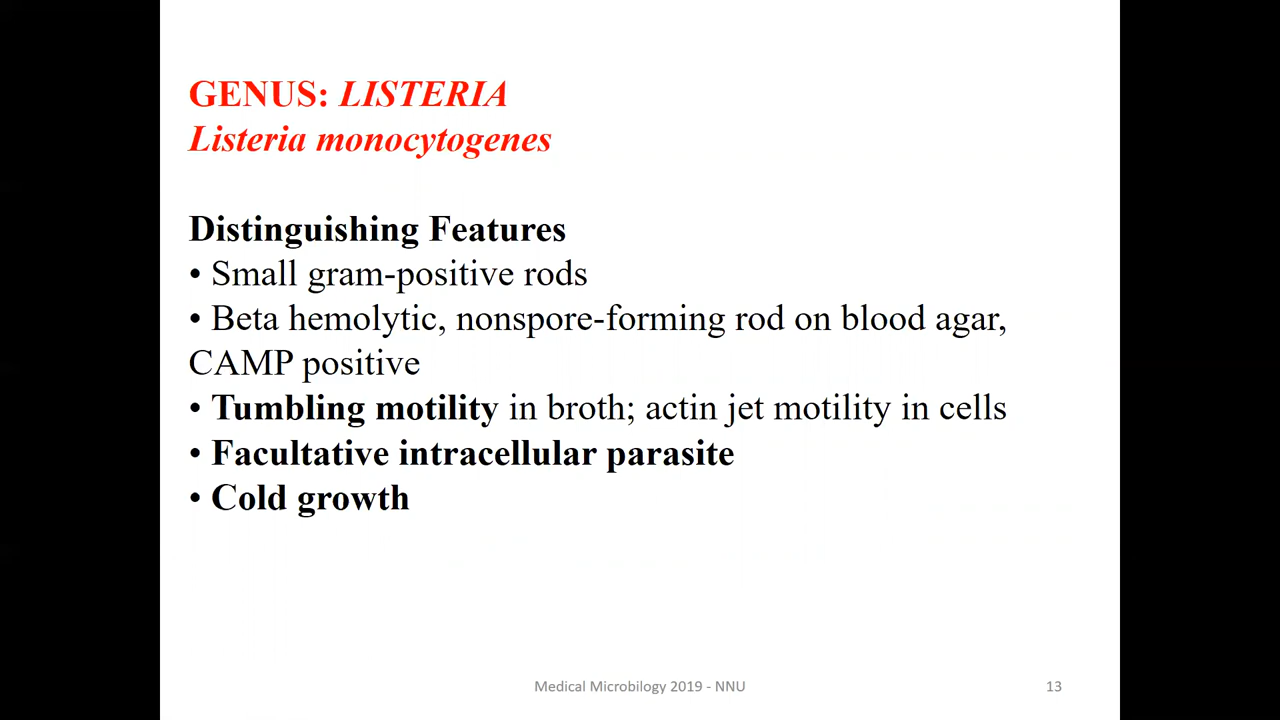 GENUS: LISTERIA
Listeria monocytogenes
Distinguishing Features
• Small gram-positive rods
• Beta hemolytic, nonspore-forming rod on blood agar,
CAMP positive
• Tumbling motility in broth; actin jet motility in cells
• Facultative intracellular parasite
• Cold growth
Medical Microbilogy 2019 - NNU
13